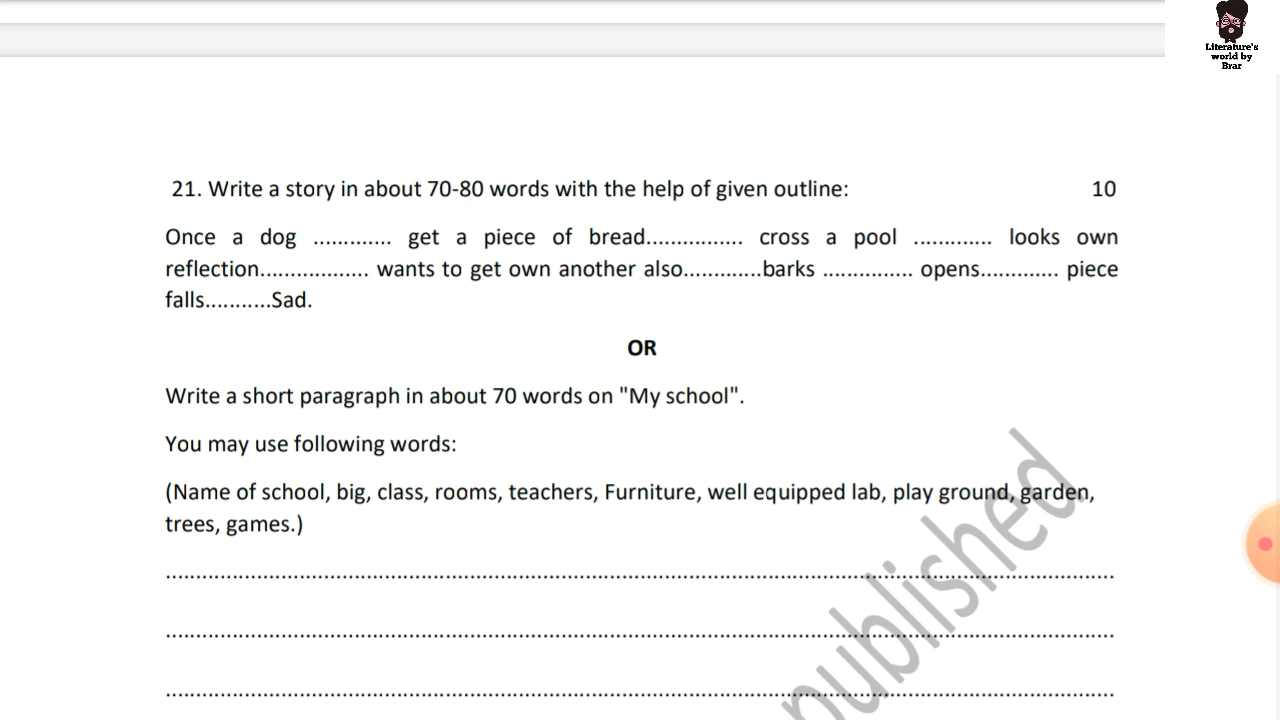 Literature's
world by
Brar
21. Write a story in about 70-80 words with the help of given outline: 10
Once a dog ............. get a piece of bread................ cross a pool ............. looks own
reflection.................. wants to get own another also.............barks ............... opens............. piece
falls...........Sad.
OR
Write a short paragraph in about 70 words on "My school".
You may use following words:
(Name of school, big, class, rooms, teachers, Furniture, well equipped lab, play ground, garden,
trees, games.)
published